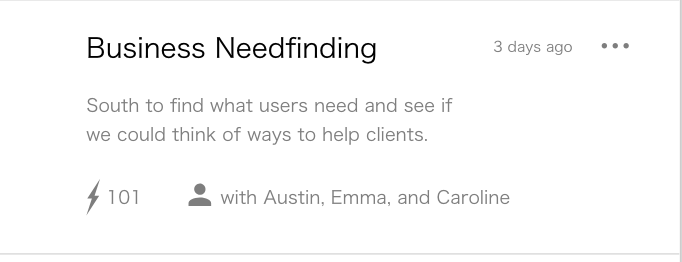 Business Needfinding
3 days ago
South to find what users need and see if
we could think of ways to help clients.
101
with Austin, Emma, and Caroline